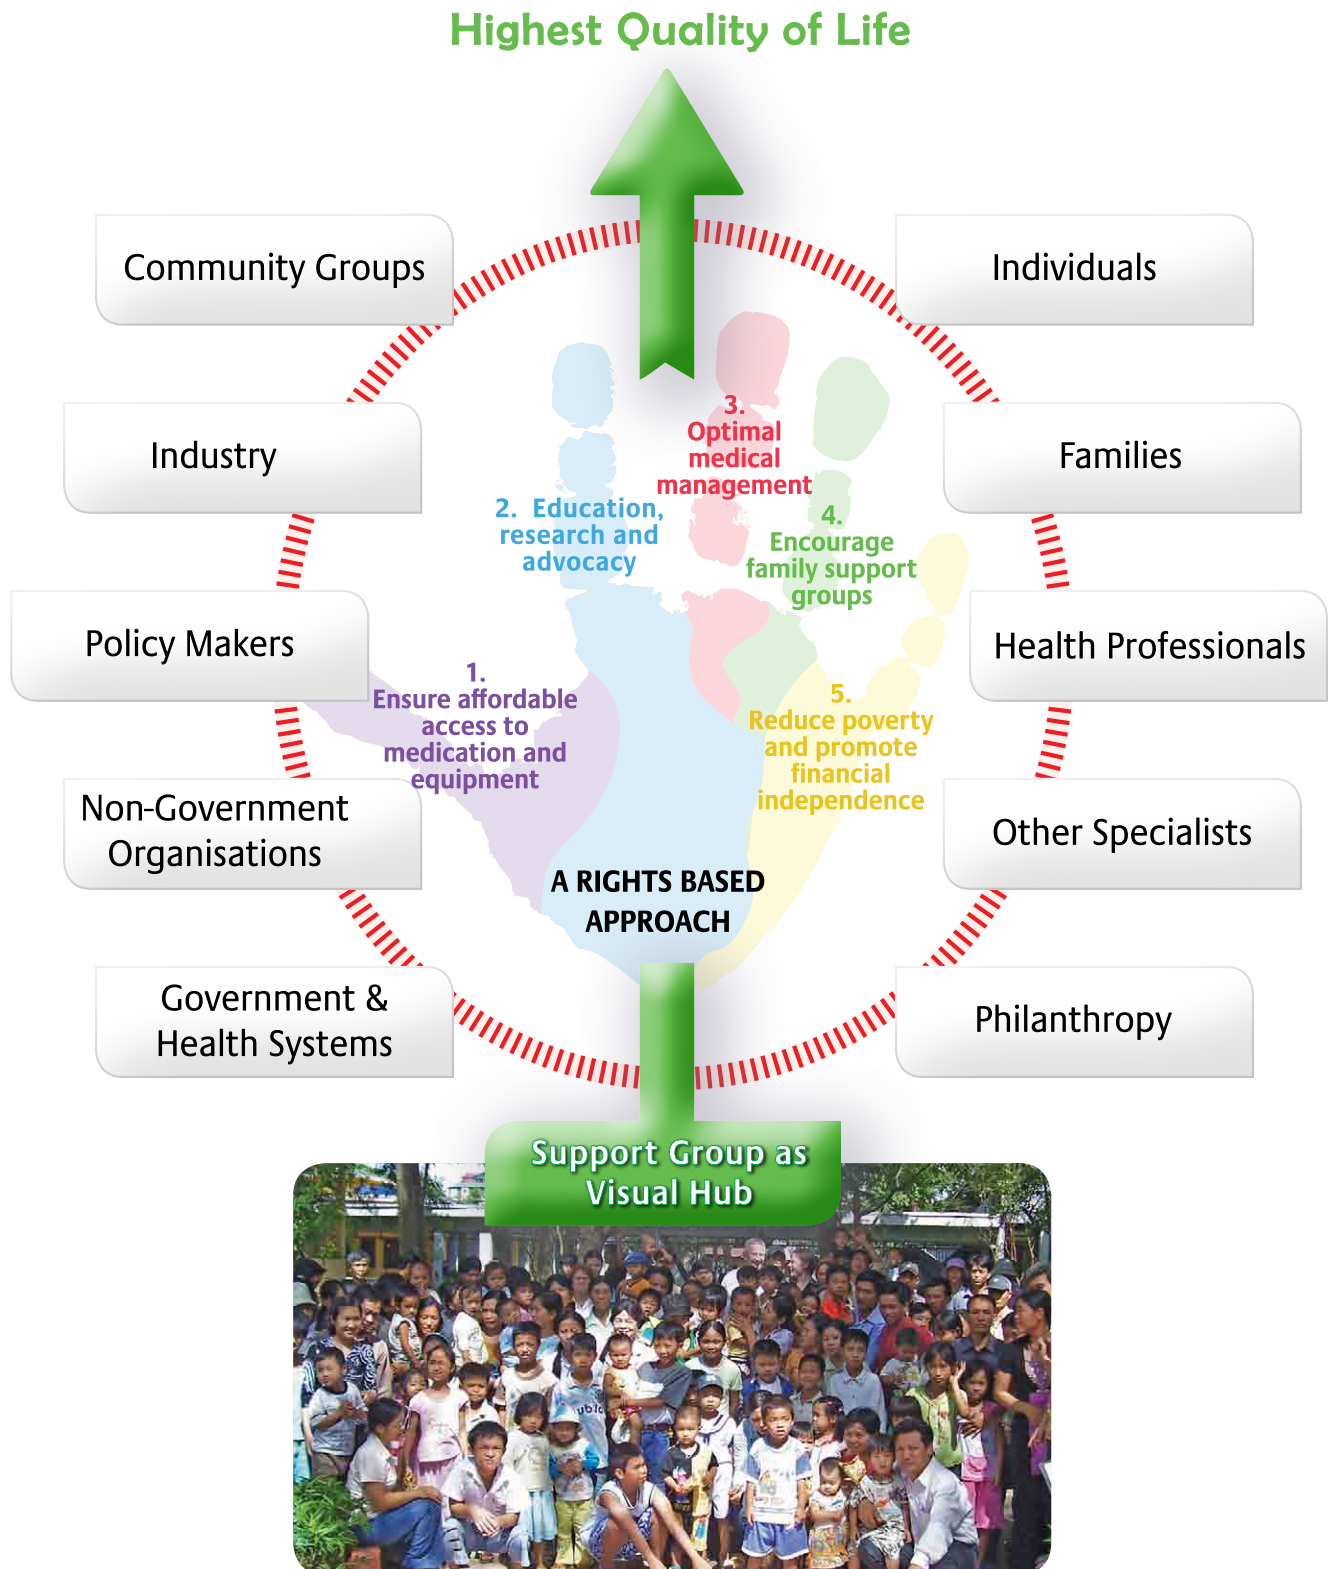 Highest Quality of Life
Community Groups
Individuals
Industry
Families
3.
Optimal
medical
management
2. Education,
research and
advocacy
4.
Encourage
family support
groups
Policy Makers
Health Professionals
1.
Ensure affordable
access to
medication and
equipment
5.
Reduce poverty
and promote
financial
independence
Non-Government
Organisations
Other Specialists
A RIGHTS BASED
APPROACH
Government &
Health Systems
Philanthropy
Support Group as
Visual Hub